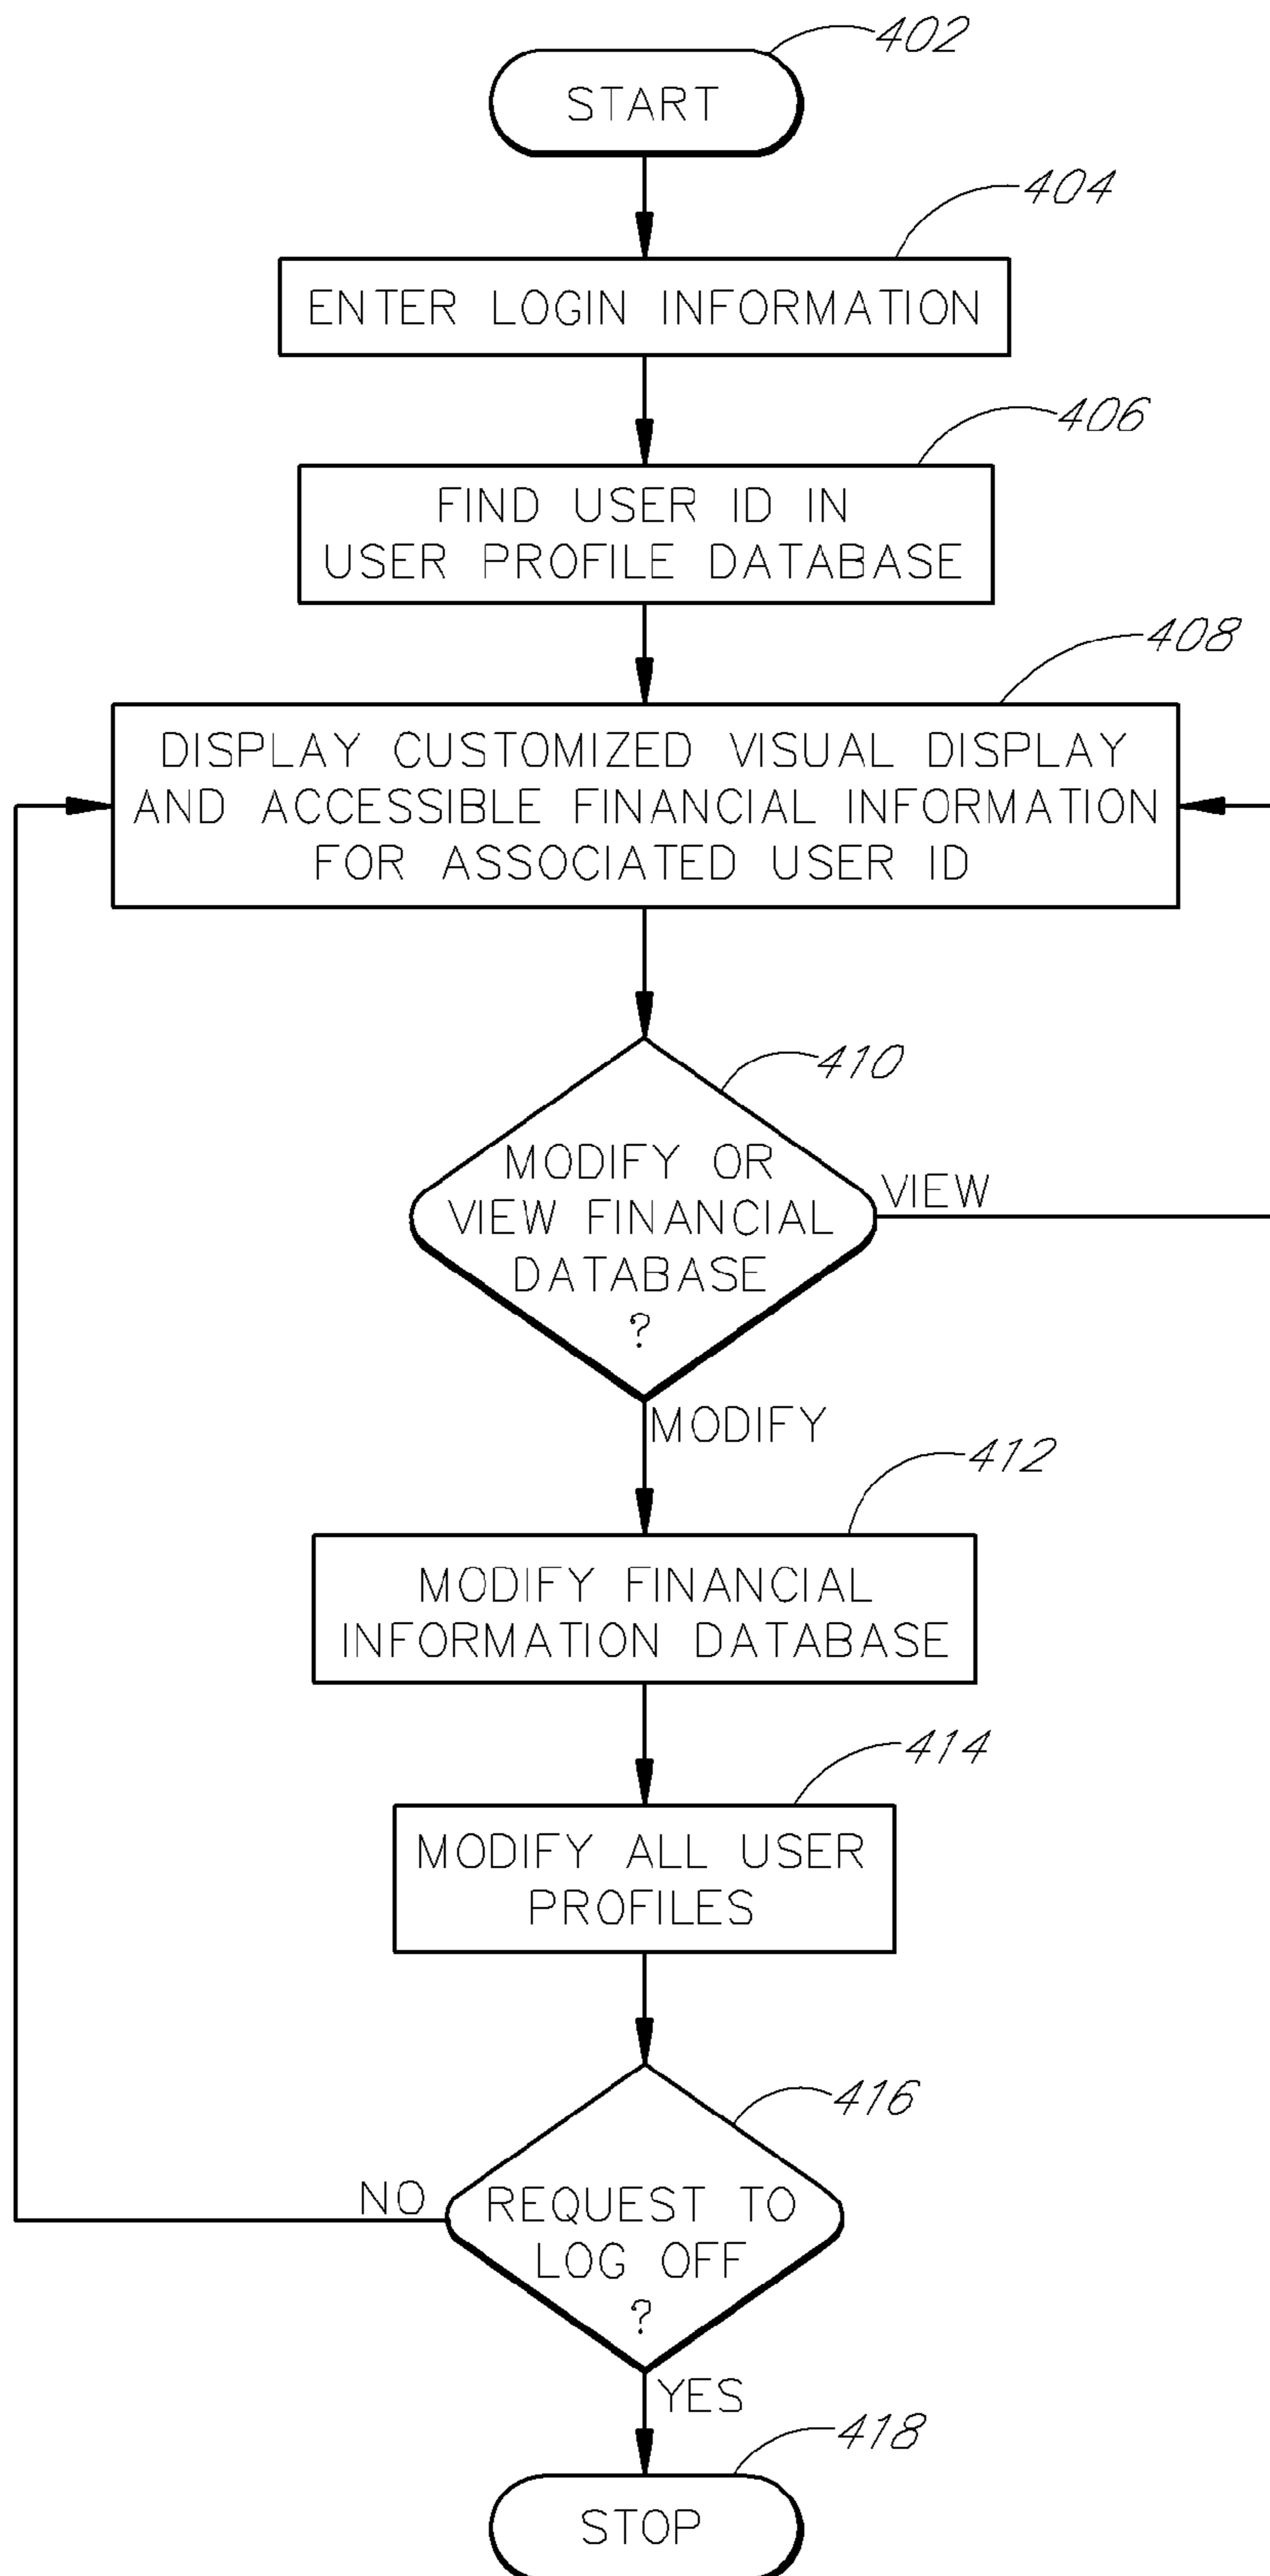 402
START
404
ENTER LOGIN INFORMATION
406
FIND USER ID IN
USER PROFILE DATABASE
408
DISPLAY CUSTOMIZED VISUAL DISPLAY
AND ACCESSIBLE FINANCIAL INFORMATION
FOR ASSOCIATED USER ID
410
MODIFY OR
VIEW FINANCIAL
DATABASE
?
VIEW
MODIFY
412
MODIFY FINANCIAL
INFORMATION DATABASE
414
MODIFY ALL USER
PROFILES
416
NO
REQUEST TO
LOG OFF
?
YES
418
STOP